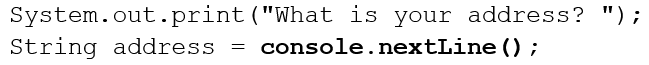 System.out.print("What is your address? ");
String address = console.nextLine();